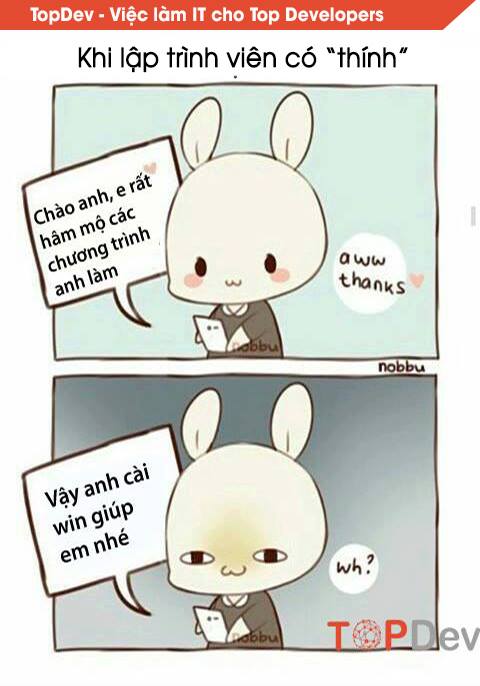 TopDev - Việc làm IT cho Top Developers
Khi lập trình viên có “thính”
Chào anh, e rất
hâm mộ các
chương trình
anh làm
aww
thanks
nobbu
nobbu
Vậy anh cài
win giúp
em nhé
wh?
nobbu
TOPDev